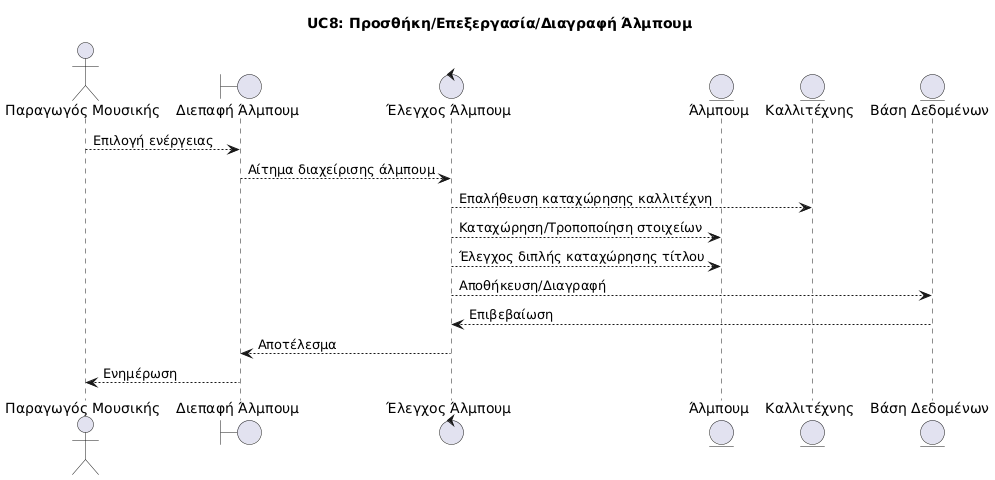 UC8: Προσθήκη/Επεξεργασία/Διαγραφή Άλμπουμ
Παραγωγός Μουσικής Διεπαφή Άλμπουμ Έλεγχος Άλμπουμ Άλμπουμ Καλλιτέχνης Βάση Δεδομένων
Επιλογή ενέργειας
Αίτημα διαχείρισης άλμπουμ
Επαλήθευση καταχώρησης καλλιτέχνη
Καταχώρηση/Τροποποίηση στοιχείων
Έλεγχος διπλής καταχώρησης τίτλου
Αποθήκευση/Διαγραφή
Επιβεβαίωση
Αποτέλεσμα
Ενημέρωση
Παραγωγός Μουσικής Διεπαφή Άλμπουμ Έλεγχος Άλμπουμ Άλμπουμ Καλλιτέχνης Βάση Δεδομένων